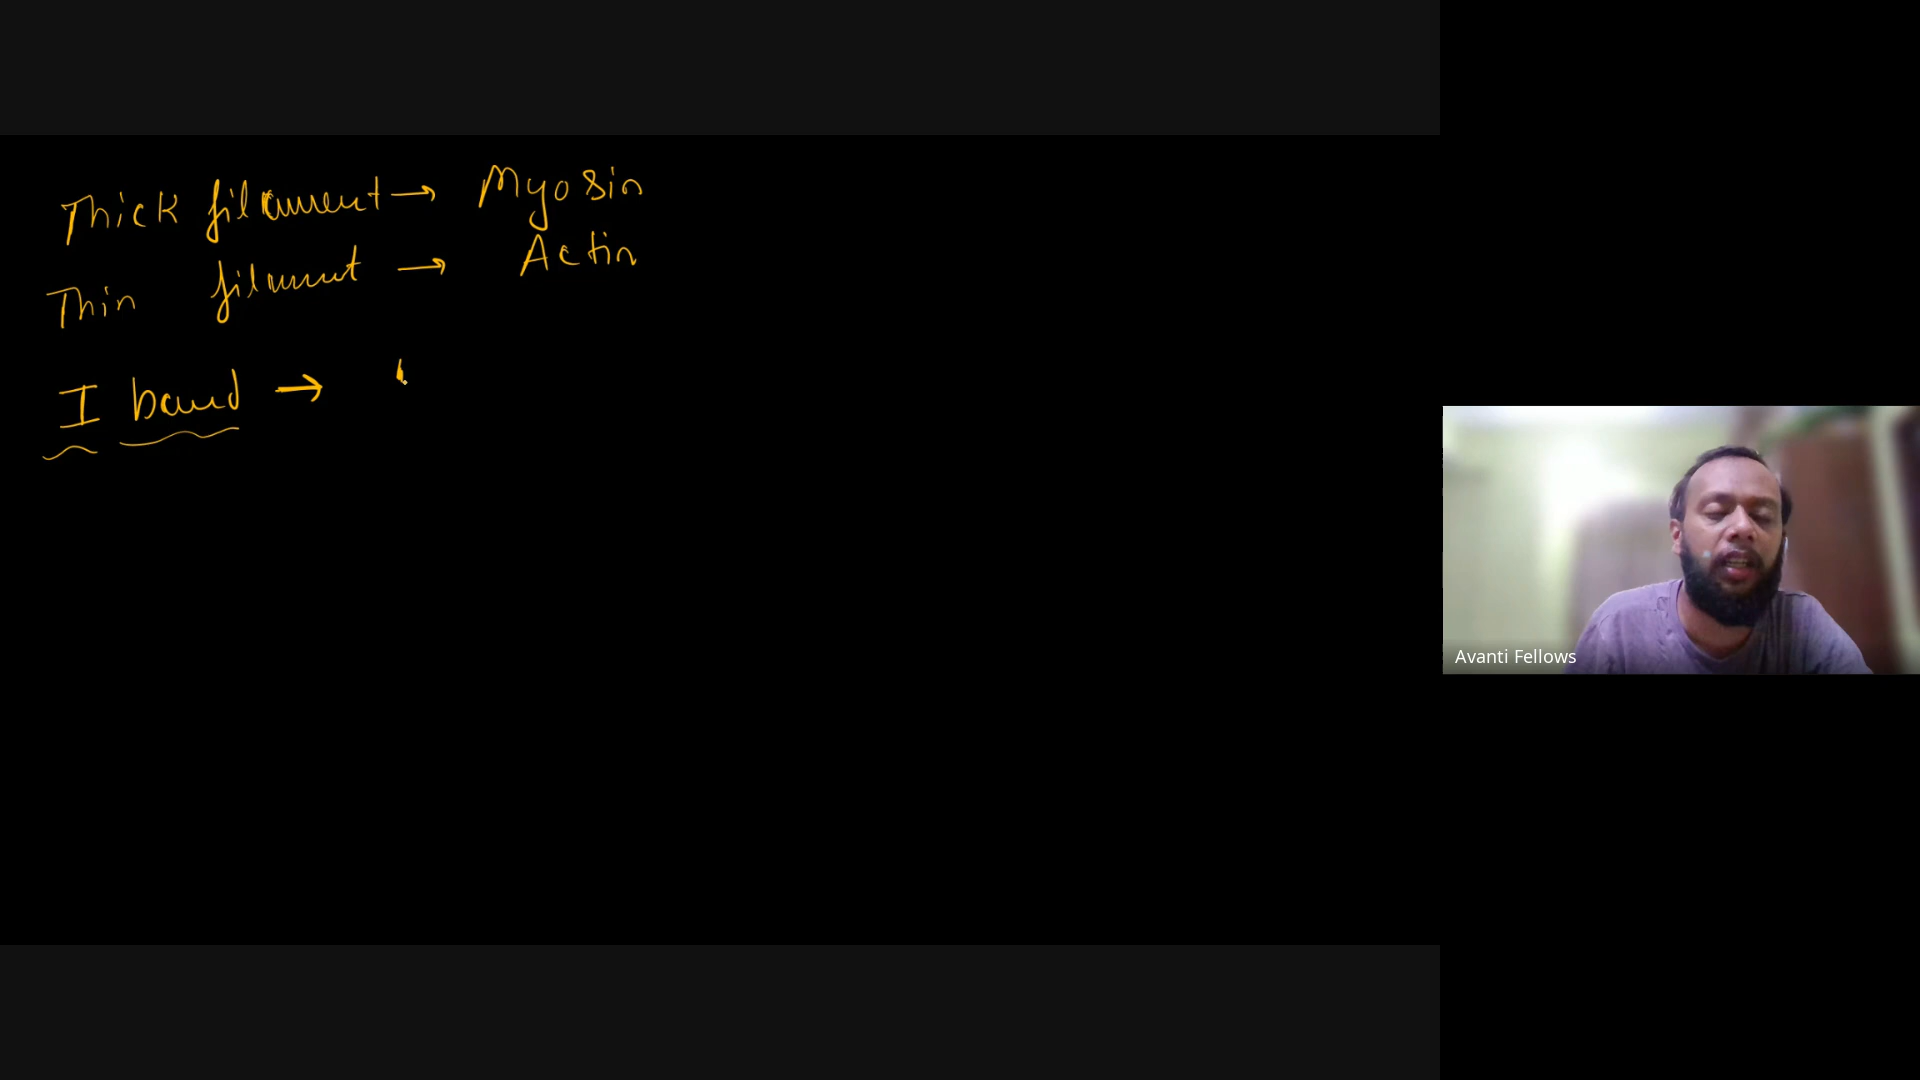 Thick filament → Myosin
Thin filament → Actin
I band →
Avanti Fellows